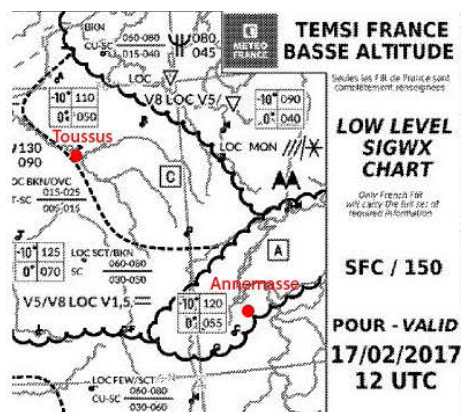 BKN
CU-SC 060-080
015-040
080
045
METEO
FRANCE
TEMSI FRANCE
BASSE ALTITUDE
Seules les FIR de France sont
complètement renseignées
LOC
V8 LOC V5/
-10° 110
0° 050
-10° 090
0° 040
Toussus
130
090
LOC MON
LOW LEVEL
SIGWX
CHART
OC BKN/OVC
T-SC 015-025
005-015
C
Only French FIR
will carry the full set of
required information
A
-10° 125
0° 070
LOC SCT/BKN
SC 060-080
030-050
SFC / 150
Annemasse
V5/V8 LOC V1,5,
-10° 120
0° 055
POUR - VALID
17/02/2017
12 UTC
LOC FEW/SCT
CU-SC 060-080
030-060